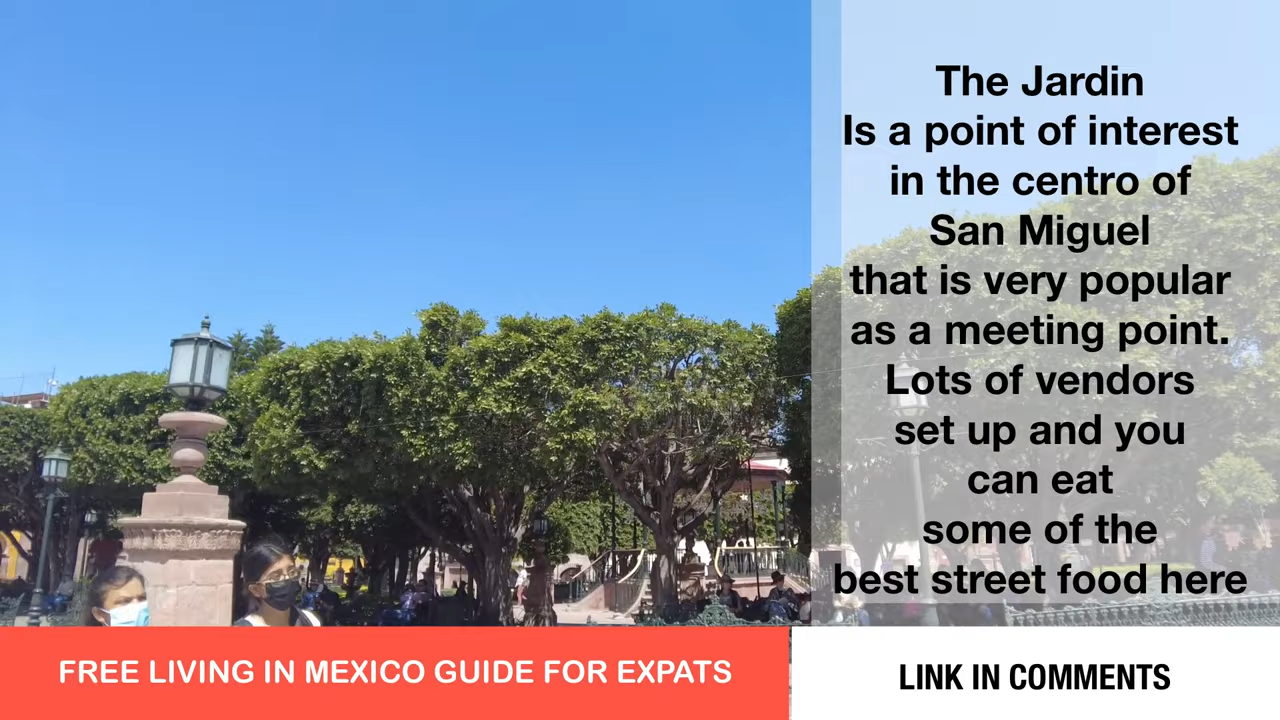 The Jardin
Is a point of interest
in the centro of
San Miguel
that is very popular
as a meeting point.
Lots of vendors
set up and you
can eat
some of the
best street food here
FREE LIVING IN MEXICO GUIDE FOR EXPATS
LINK IN COMMENTS